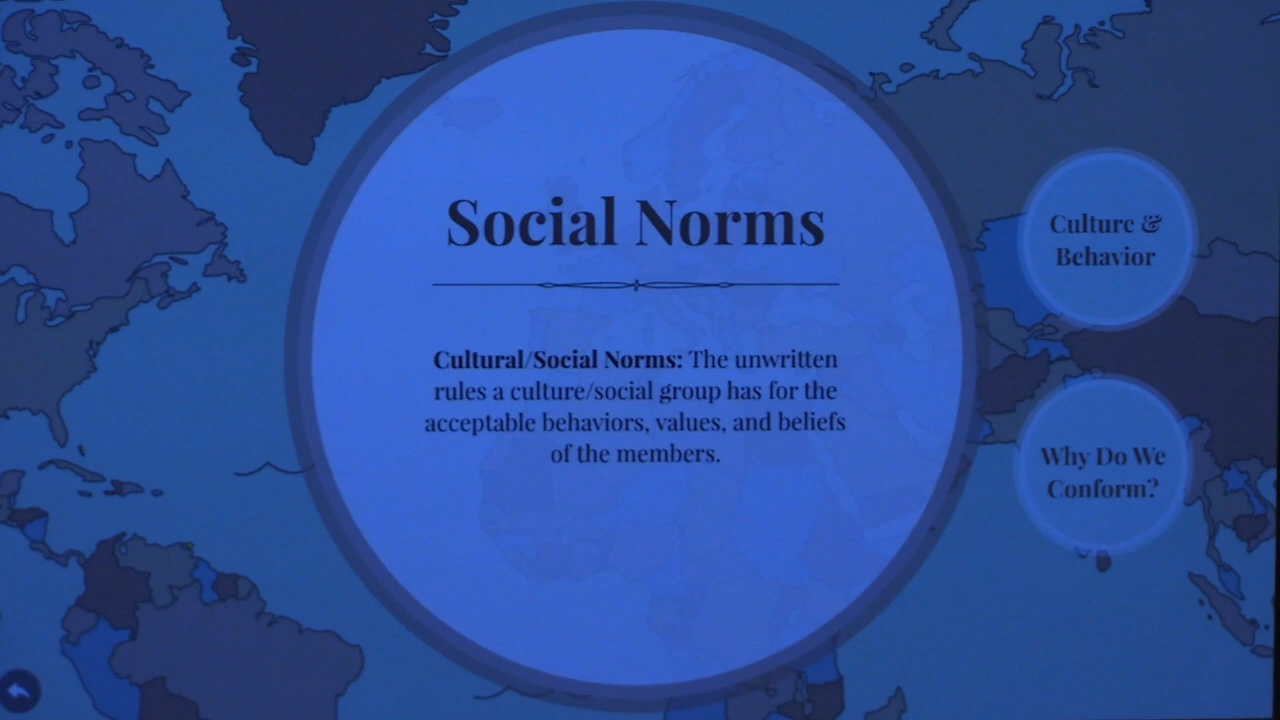 Social Norms
Cultural/Social Norms: The unwritten
rules a culture/social group has for the
acceptable behaviors, values, and beliefs
of the members.
Culture &
Behavior
Why Do We
Conform?